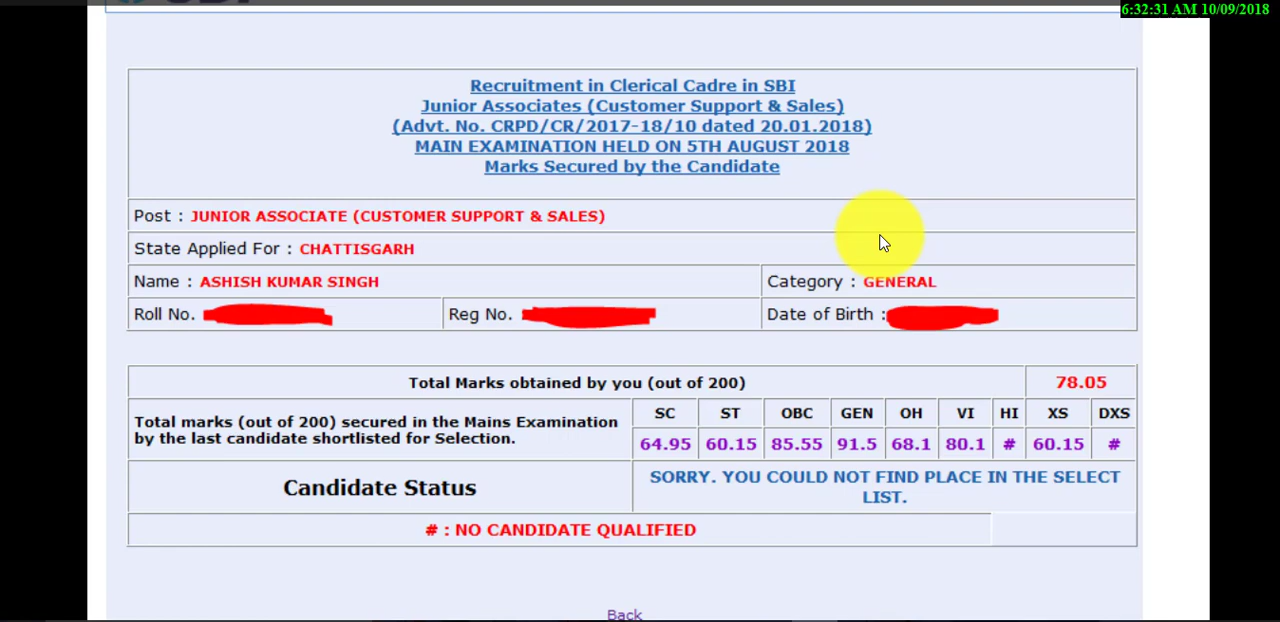 6:32:31 AM 10/09/2018
Recruitment in Clerical Cadre in SBI
Junior Associates (Customer Support & Sales)
(Advt. No. CRPD/CR/2017-18/10 dated 20.01.2018)
MAIN EXAMINATION HELD ON 5TH AUGUST 2018
Marks Secured by the Candidate
Post : JUNIOR ASSOCIATE (CUSTOMER SUPPORT & SALES)
State Applied For : CHATTISGARH
Name : ASHISH KUMAR SINGH Category : GENERAL
Roll No. Reg No. Date of Birth :
Total Marks obtained by you (out of 200) 78.05
Total marks (out of 200) secured in the Mains Examination
by the last candidate shortlisted for Selection.
SC ST OBC GEN OH VI HI XS DXS
64.95 60.15 85.55 91.5 68.1 80.1 # 60.15 #
Candidate Status
SORRY. YOU COULD NOT FIND PLACE IN THE SELECT
LIST.
# : NO CANDIDATE QUALIFIED
Back